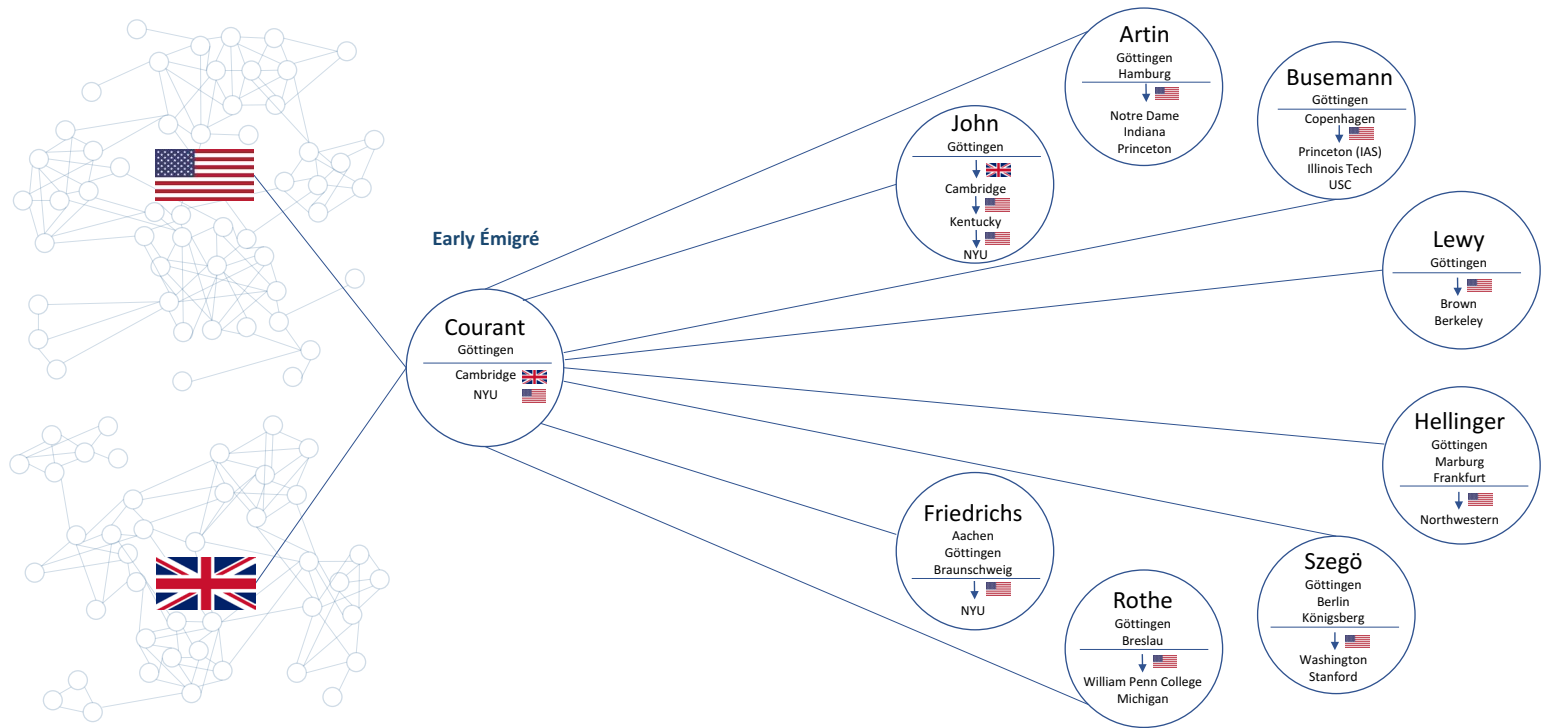 Early Émigré
Courant
Göttingen
Cambridge
NYU
Artin
Göttingen
Hamburg
Notre Dame
Indiana
Princeton
John
Göttingen
Cambridge
Kentucky
NYU
Busemann
Göttingen
Copenhagen
Princeton (IAS)
Illinois Tech
USC
Lewy
Göttingen
Brown
Berkeley
Hellinger
Göttingen
Marburg
Frankfurt
Northwestern
Friedrichs
Aachen
Göttingen
Braunschweig
NYU
Szegö
Göttingen
Berlin
Königsberg
Washington
Stanford
Rothe
Göttingen
Breslau
William Penn College
Michigan